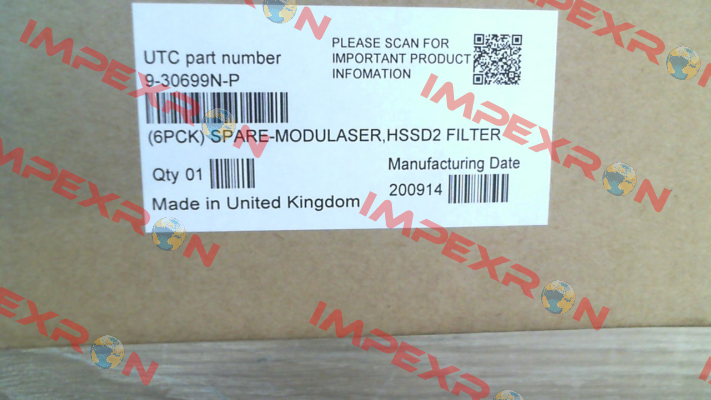 UTC part number
9-30699N-P
PLEASE SCAN FOR
IMPORTANT PRODUCT
INFOMATION
(6PCK) SPARE-MODULASER,HSSD2 FILTER
Qty 01
Manufacturing Date
200914
Made in United Kingdom
IMPEXRON
IMPEXRON
IMPEXRON
IMPEXRON
IMPEXRON
IMPEXRON
IMPEXRON